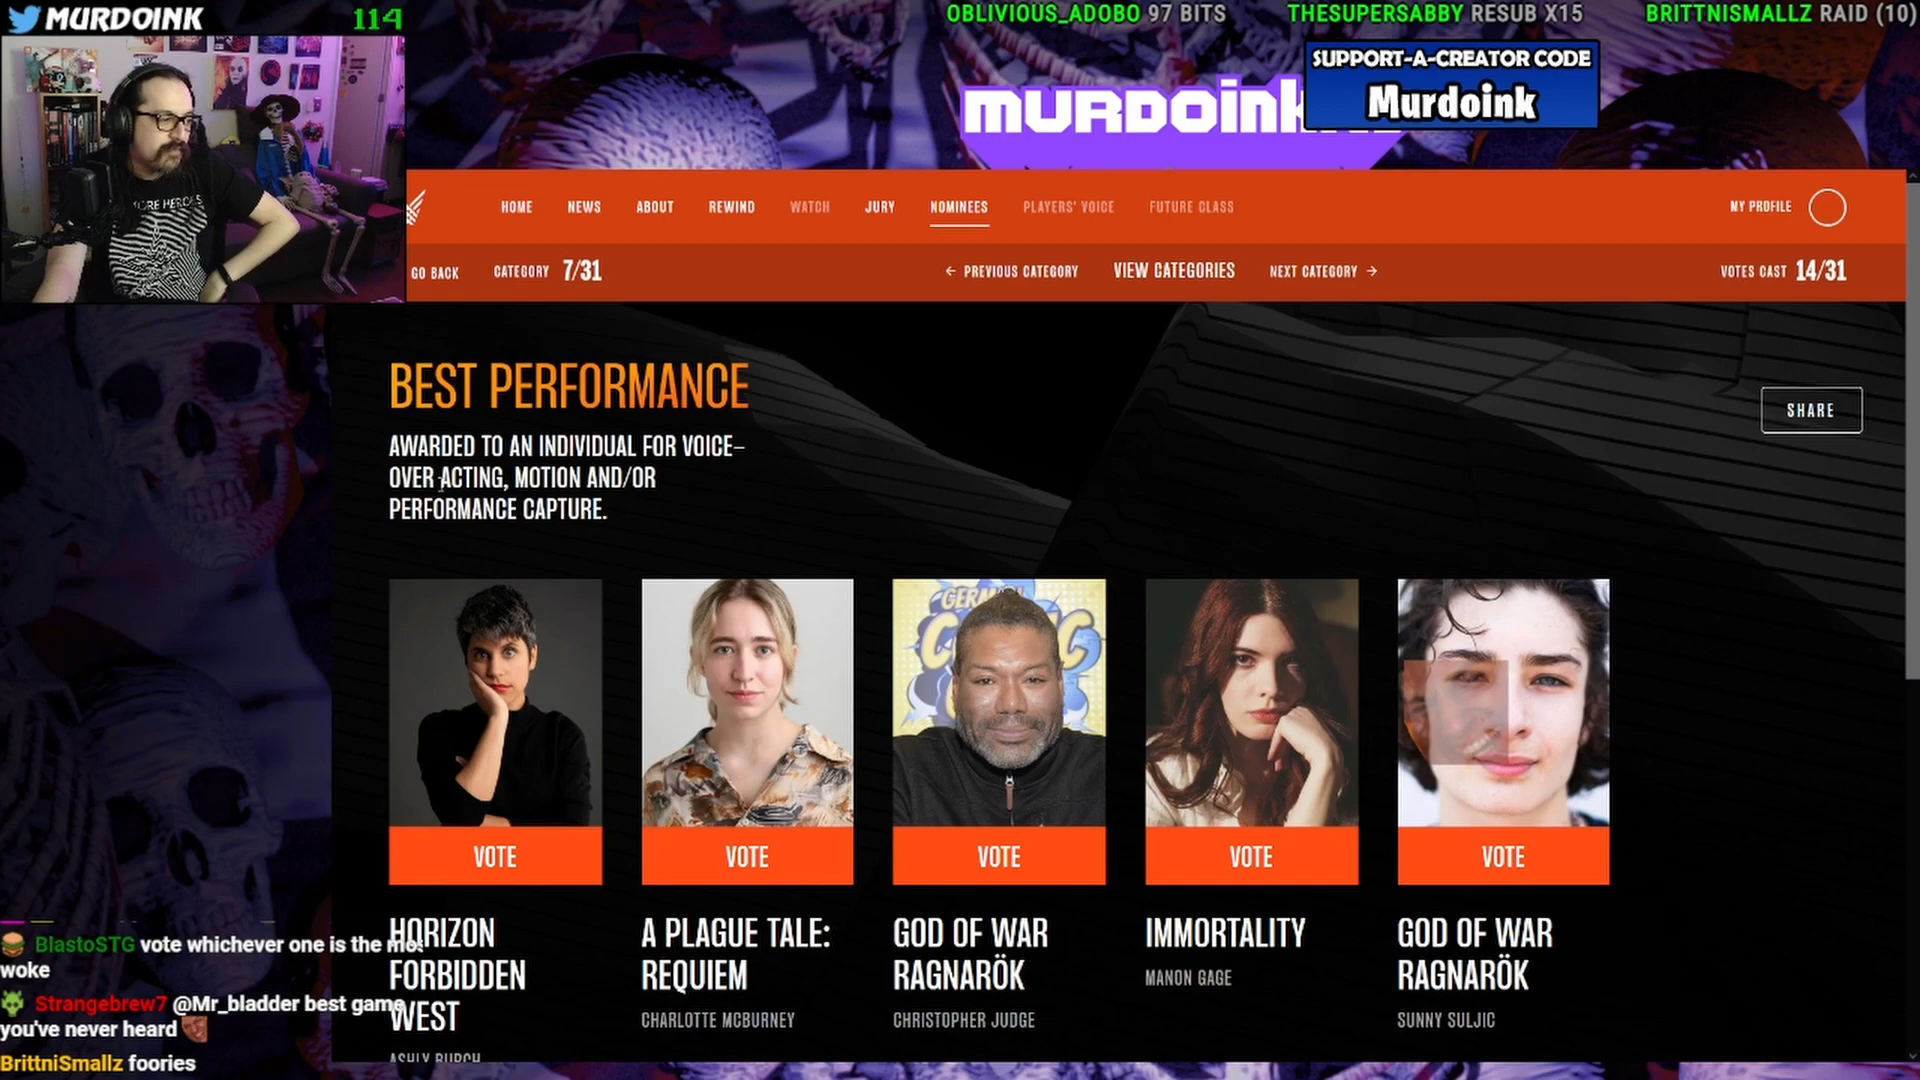 MURDOINK
114
OBLIVIOUS_ADOBO 97 BITS
THESUPERSABBY RESUB X15
BRITTNISMALLZ RAID (10)
SUPPORT-A-CREATOR CODE
Murdoink
MURDOink
HOME
NEWS
ABOUT
REWIND
WATCH
JURY
NOMINEES
PLAYERS' VOICE
FUTURE CLASS
MY PROFILE
GO BACK
CATEGORY 7/31
← PREVIOUS CATEGORY
VIEW CATEGORIES
NEXT CATEGORY →
VOTES CAST 14/31
BEST PERFORMANCE
SHARE
AWARDED TO AN INDIVIDUAL FOR VOICE-
OVER ACTING, MOTION AND/OR
PERFORMANCE CAPTURE.
VOTE
VOTE
VOTE
VOTE
VOTE
HORIZON
FORBIDDEN
WEST
ASHLY BURCH
A PLAGUE TALE:
REQUIEM
CHARLOTTE MCBURNEY
GOD OF WAR
RAGNARÖK
CHRISTOPHER JUDGE
IMMORTALITY
MANON GAGE
GOD OF WAR
RAGNARÖK
SUNNY SULJIC
BlastoSTG vote whichever one is the mos
woke
Strangebrew7 @Mr_bladder best game
you've never heard
BrittniSmallz foories